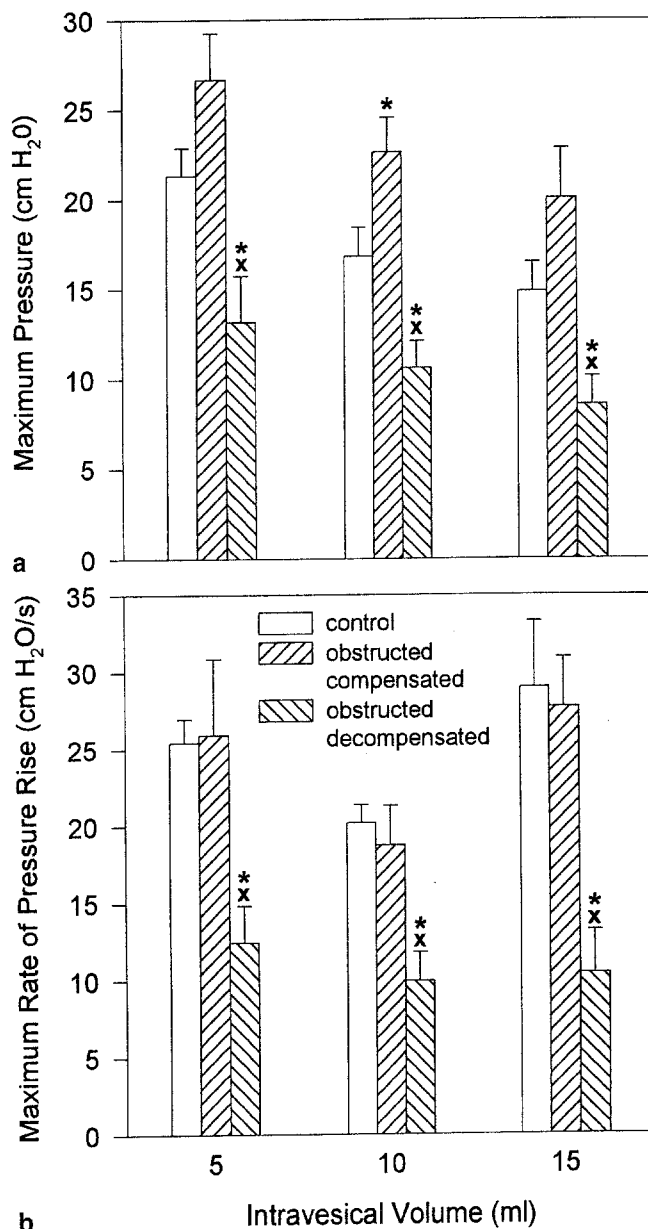 Maximum Pressure (cm H₂0)
30
25
20
15
10
5
0
*
x
*
*
x
*
x
a
Maximum Rate of Pressure Rise (cm H₂O/s)
35
30
25
20
15
10
5
0
control
obstructed
compensated
obstructed
decompensated
*
x
*
x
*
x
5 10 15
b
Intravesical Volume (ml)